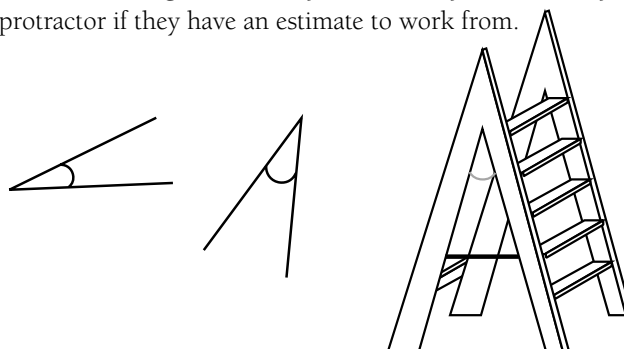 protractor if they have an estimate to work from.